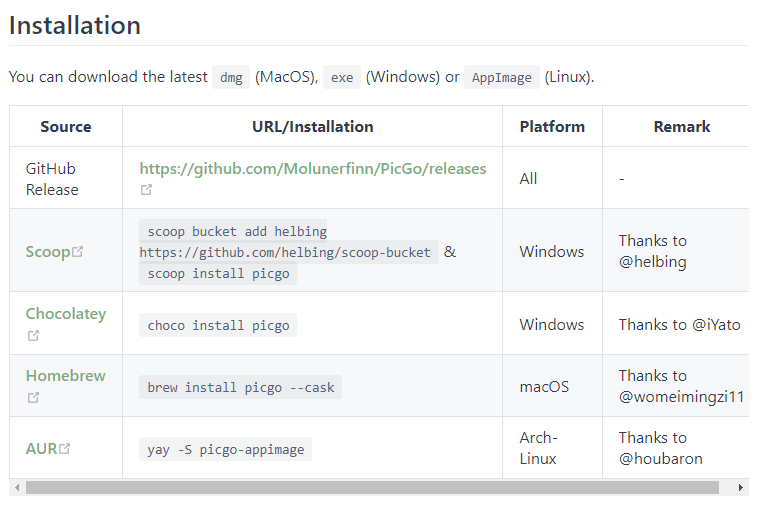 Installation
You can download the latest dmg (MacOS), exe (Windows) or AppImage (Linux).
Source URL/Installation Platform Remark
GitHub
Release
https://github.com/Molunerfinn/PicGo/releases
All
-
Scoop
scoop bucket add helbing
https://github.com/helbing/scoop-bucket &
scoop install picgo
Windows
Thanks to
@helbing
Chocolatey
choco install picgo
Windows
Thanks to @iYato
Homebrew
brew install picgo --cask
macOS
Thanks to
@womeimingzi11
AUR
yay -S picgo-appimage
Arch-
Linux
Thanks to
@houbaron